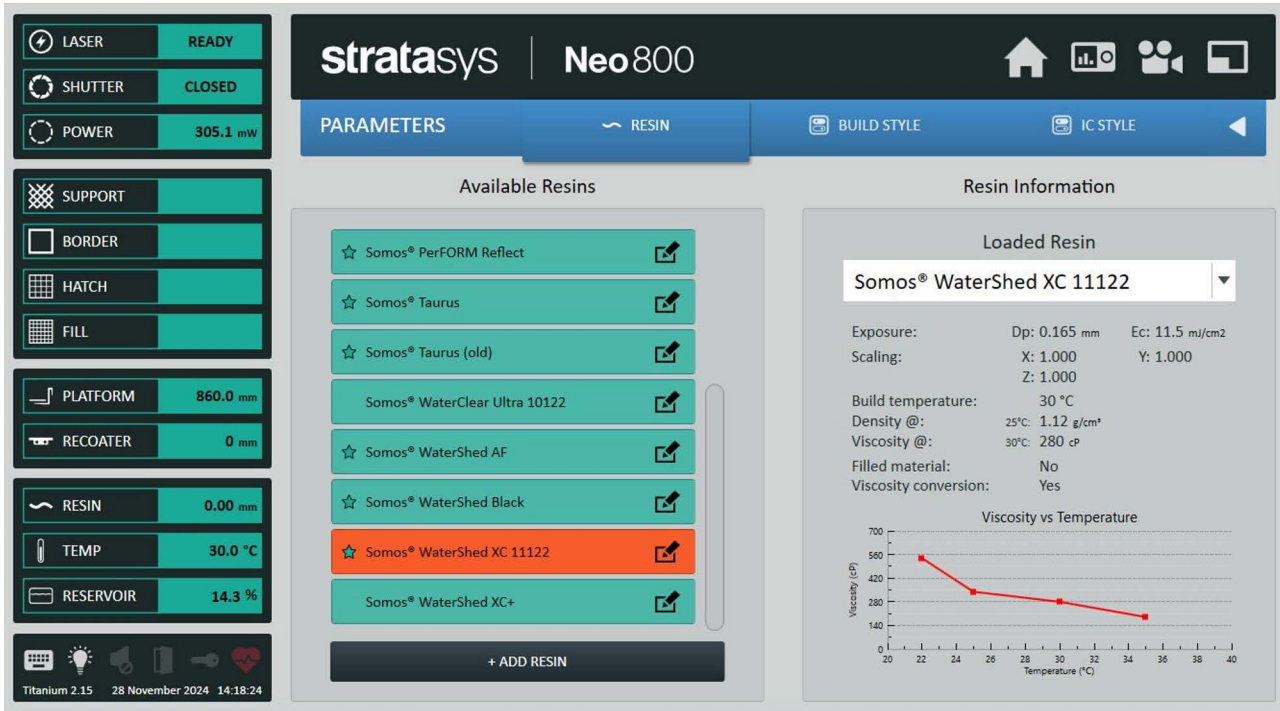 LASER READY
SHUTTER CLOSED
POWER 305.1 mW
SUPPORT
BORDER
HATCH
FILL
PLATFORM 860.0 mm
RECOATER 0 mm
RESIN 0.00 mm
TEMP 30.0 °C
RESERVOIR 14.3 %
Titanium 2.15 28 November 2024 14:18:24
stratasys Neo800
PARAMETERS RESIN BUILD STYLE IC STYLE
Available Resins
Somos® PerFORM Reflect
Somos® Taurus
Somos® Taurus (old)
Somos® WaterClear Ultra 10122
Somos® WaterShed AF
Somos® WaterShed Black
Somos® WaterShed XC 11122
Somos® WaterShed XC+
+ ADD RESIN
Resin Information
Loaded Resin
Somos® WaterShed XC 11122
Exposure: Dp: 0.165 mm Ec: 11.5 mJ/cm2
Scaling: X: 1.000 Y: 1.000
Z: 1.000
Build temperature: 30 °C
Density @: 25°C: 1.12 g/cm³
Viscosity @: 30°C: 280 cP
Filled material: No
Viscosity conversion: Yes
Viscosity vs Temperature
Viscosity (cP)
700
560
420
280
140
0
20 22 24 26 28 30 32 34 36 38 40
Temperature (°C)